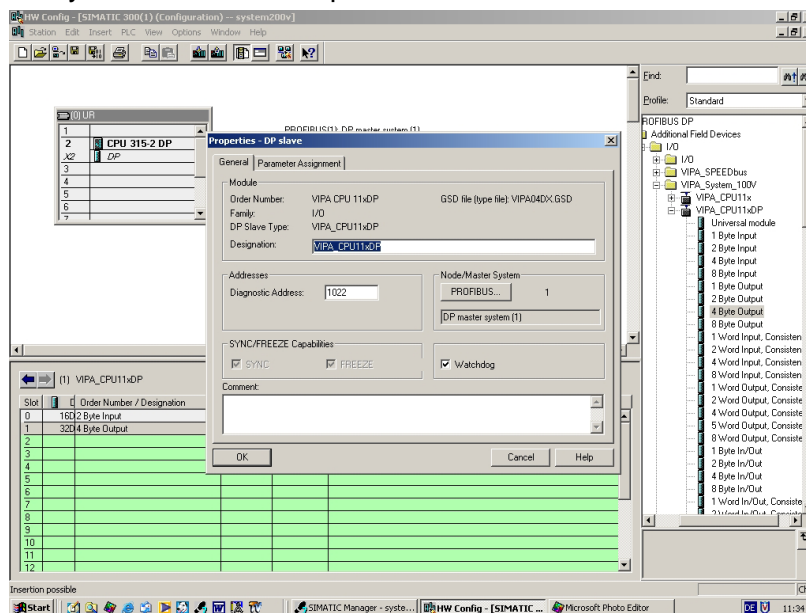 HW Config - [SIMATIC 300(1) (Configuration) -- system200v]
Station Edit Insert PLC View Options Window Help
Find:
Profile: Standard
(0) UR
1
2 CPU 315-2 DP
X2 DP
3
4
5
6
7
PROFIBUS(1): DP master system (1)
Properties - DP slave
General Parameter Assignment
Module
Order Number: VIPA CPU 11xDP GSD file (type file): VIPA04DX.GSD
Family: I/O
DP Slave Type: VIPA_CPU11xDP
Designation: VIPA_CPU11xDP
Addresses
Diagnostic Address: 1022
Node/Master System
PROFIBUS... 1
DP master system (1)
SYNC/FREEZE Capabilities
SYNC FREEZE
Watchdog
Comment:
OK Cancel Help
PROFIBUS DP
Additional Field Devices
I/O
I/O
VIPA_SPEEDbus
VIPA_System_100V
VIPA_CPU11x
VIPA_CPU11xDP
Universal module
1 Byte Input
2 Byte Input
4 Byte Input
8 Byte Input
1 Byte Output
2 Byte Output
4 Byte Output
8 Byte Output
1 Word Input, Consisten
2 Word Input, Consisten
4 Word Input, Consisten
8 Word Input, Consisten
1 Word Output, Consiste
2 Word Output, Consiste
4 Word Output, Consiste
5 Word Output, Consiste
8 Word Output, Consiste
1 Byte In/Out
2 Byte In/Out
4 Byte In/Out
8 Byte In/Out
1 Word In/Out, Consiste
(1) VIPA_CPU11xDP
Slot D Order Number / Designation
0 16D 2 Byte Input
1 32D 4 Byte Output
2
3
4
5
6
7
8
9
10
11
12
Insertion possible
Start SIMATIC Manager - syste... HW Config - [SIMATIC ... Microsoft Photo Editor DE 11:34